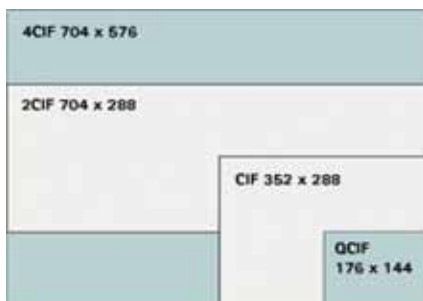 4CIF 704 x 576
2CIF 704 x 288
CIF 352 x 288
QCIF
176 x 144